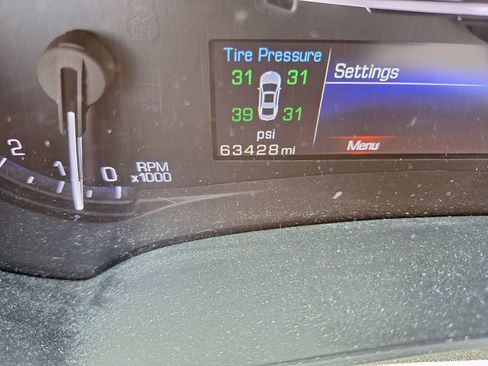 Tire Pressure
31 31
Settings
39 31
psi
63428 mi
Menu
2 1 0 RPM
x1000